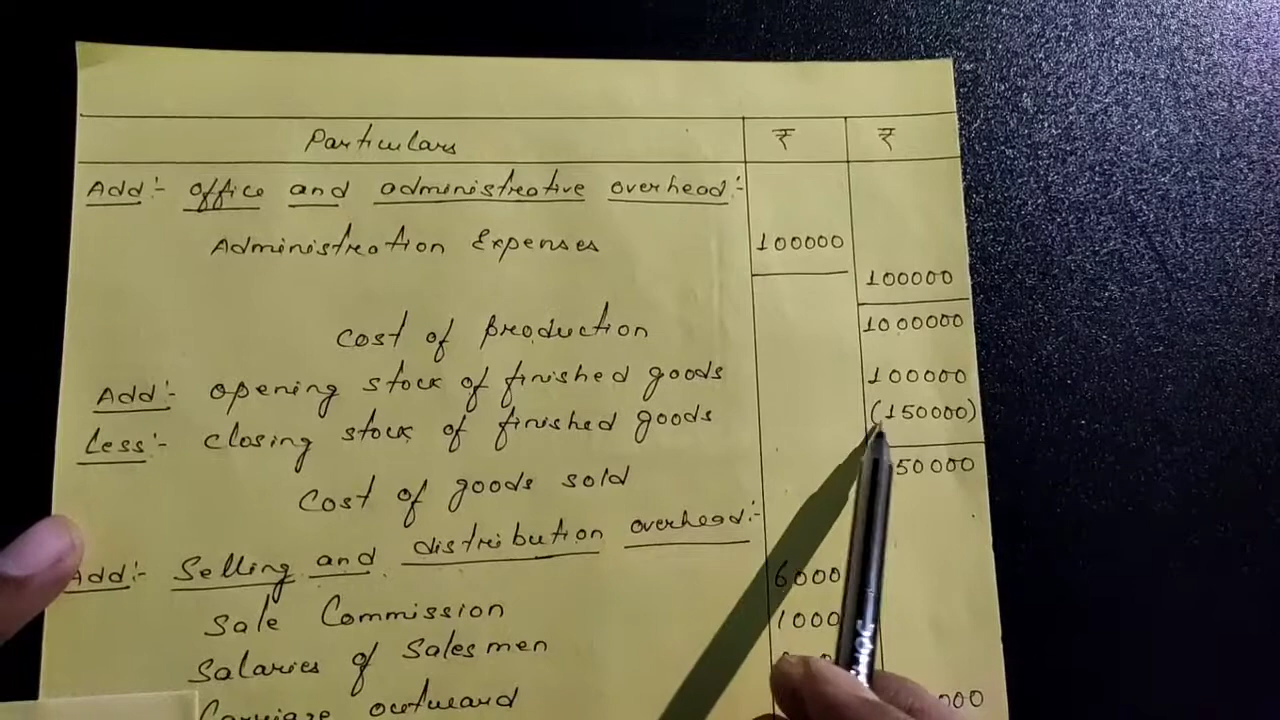 Particulars ₹ ₹
Add:- office and administrative overhead:-
Administration Expenses 100000
100000
cost of production 1000000
Add:- opening stock of finished goods 100000
Less:- closing stock of finished goods (150000)
cost of goods sold 50000
Add:- Selling and distribution overhead:-
Sale Commission 6000
Salaries of Salesmen 1000
Carriage outward 000